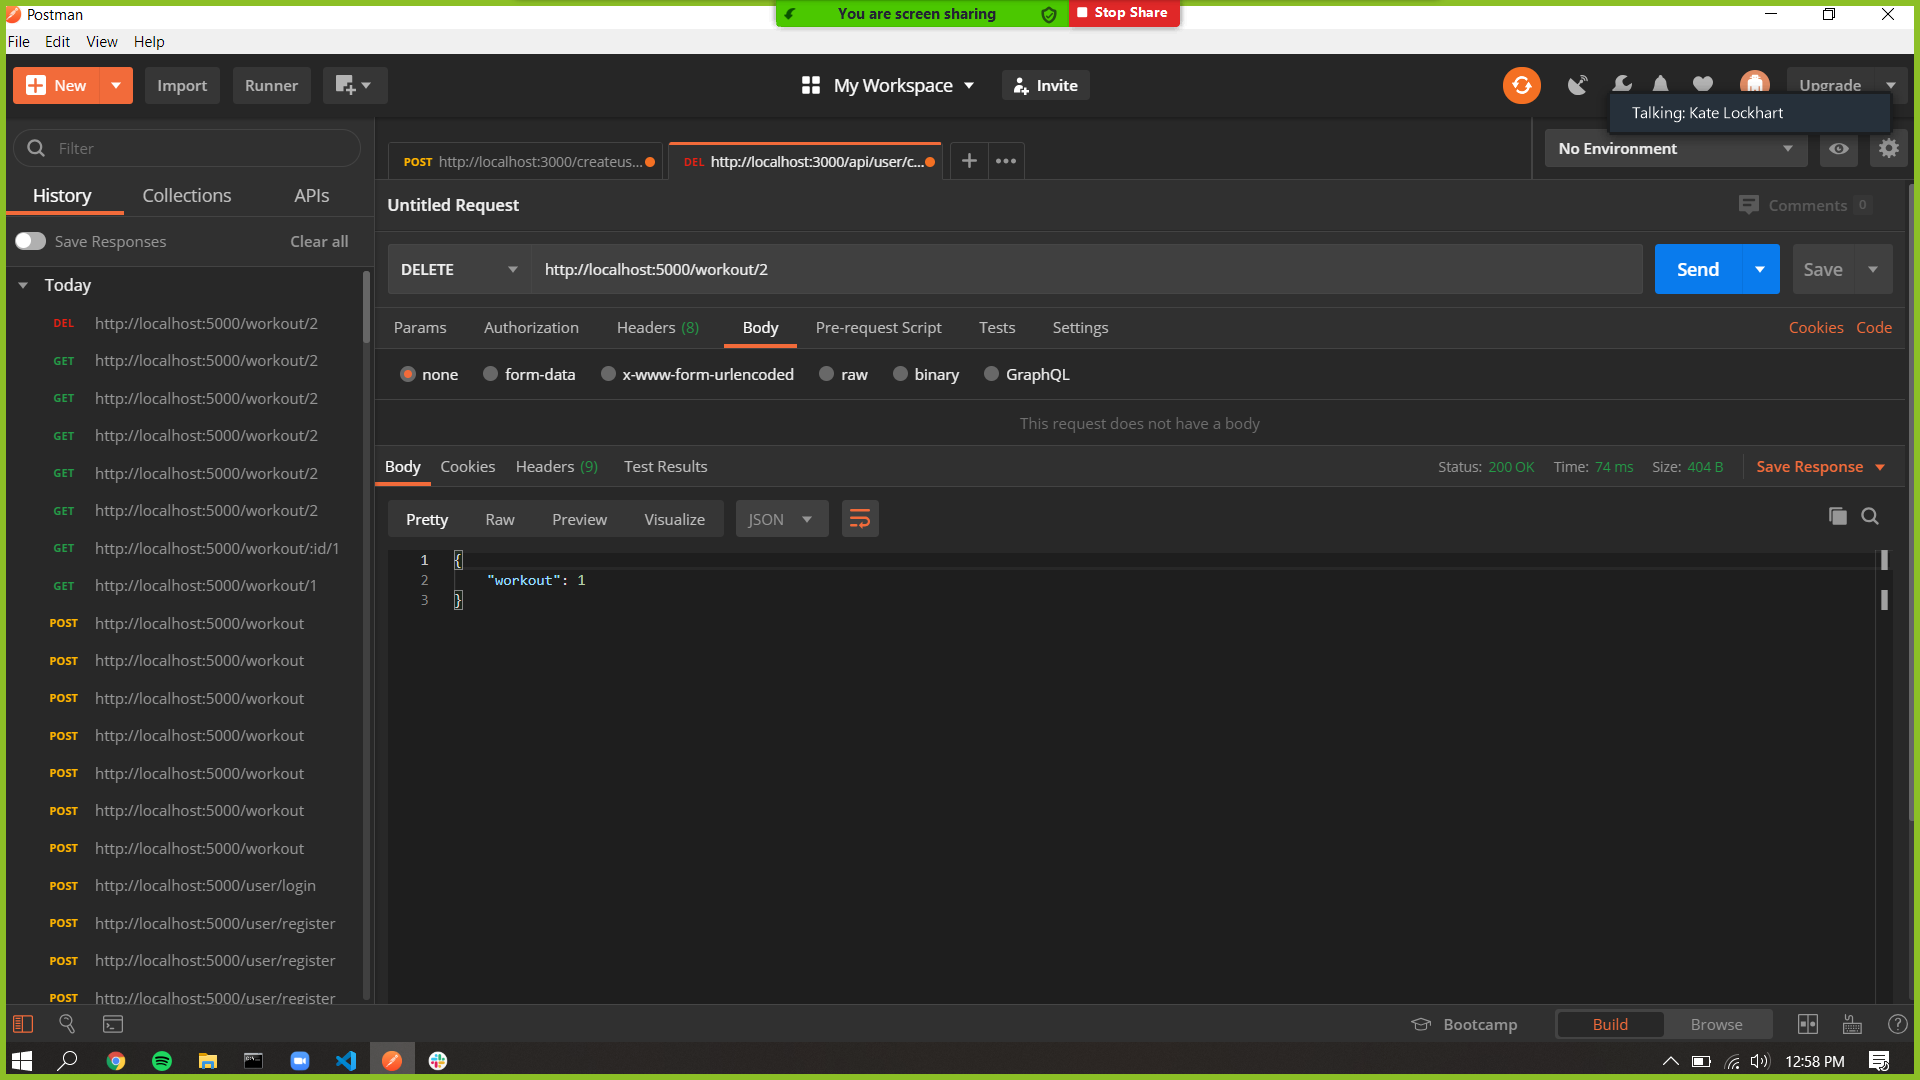 Postman
You are screen sharing
Stop Share
File Edit View Help
New
Import
Runner
My Workspace
Invite
Upgrade
Talking: Kate Lockhart
Filter
POST http://localhost:3000/createus...
DEL http://localhost:3000/api/user/c...
No Environment
History
Collections
APIs
Untitled Request
Comments 0
Save Responses
Clear all
DELETE
http://localhost:5000/workout/2
Send
Save
Today
Params
Authorization
Headers (8)
Body
Pre-request Script
Tests
Settings
Cookies
Code
none
form-data
x-www-form-urlencoded
raw
binary
GraphQL
This request does not have a body
DEL http://localhost:5000/workout/2
GET http://localhost:5000/workout/2
GET http://localhost:5000/workout/2
GET http://localhost:5000/workout/2
GET http://localhost:5000/workout/2
GET http://localhost:5000/workout/2
GET http://localhost:5000/workout/:id/1
GET http://localhost:5000/workout/1
POST http://localhost:5000/workout
POST http://localhost:5000/workout
POST http://localhost:5000/workout
POST http://localhost:5000/workout
POST http://localhost:5000/workout
POST http://localhost:5000/workout
POST http://localhost:5000/workout
POST http://localhost:5000/user/login
POST http://localhost:5000/user/register
POST http://localhost:5000/user/register
POST http://localhost:5000/user/register
Body
Cookies
Headers (9)
Test Results
Status: 200 OK
Time: 74 ms
Size: 404 B
Save Response
Pretty
Raw
Preview
Visualize
JSON
1 {
2 "workout": 1
3 }
Bootcamp
Build
Browse
12:58 PM